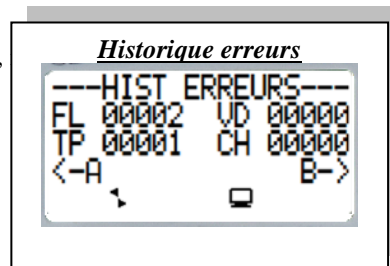 Historique erreurs
---HIST ERREURS---
FL 00002 VD 00000
TP 00001 CH 00000
<-A B->